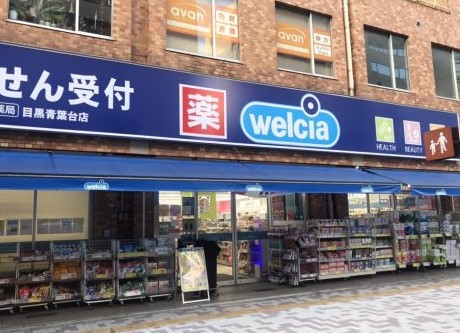 avan
avan
せん受付
薬局 目黒青葉台店
薬
welcia
HEALTH
BEAUTY
welcia
welcia